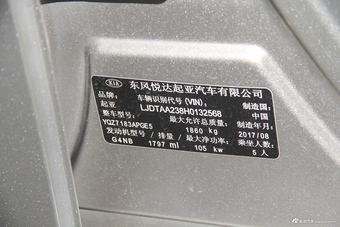 KIA 东风悦达起亚汽车有限公司
品牌: 起亚 车辆识别代号(VIN): LJDTAA238H0132568 制造国: 中国
整车型号: YQZ7183APGE5 最大允许总质量: 1860 kg 制造年月: 2017/08
发动机型号/排量/最大净功率: G4NB 1797 ml 105 kw 乘坐人数: 5人